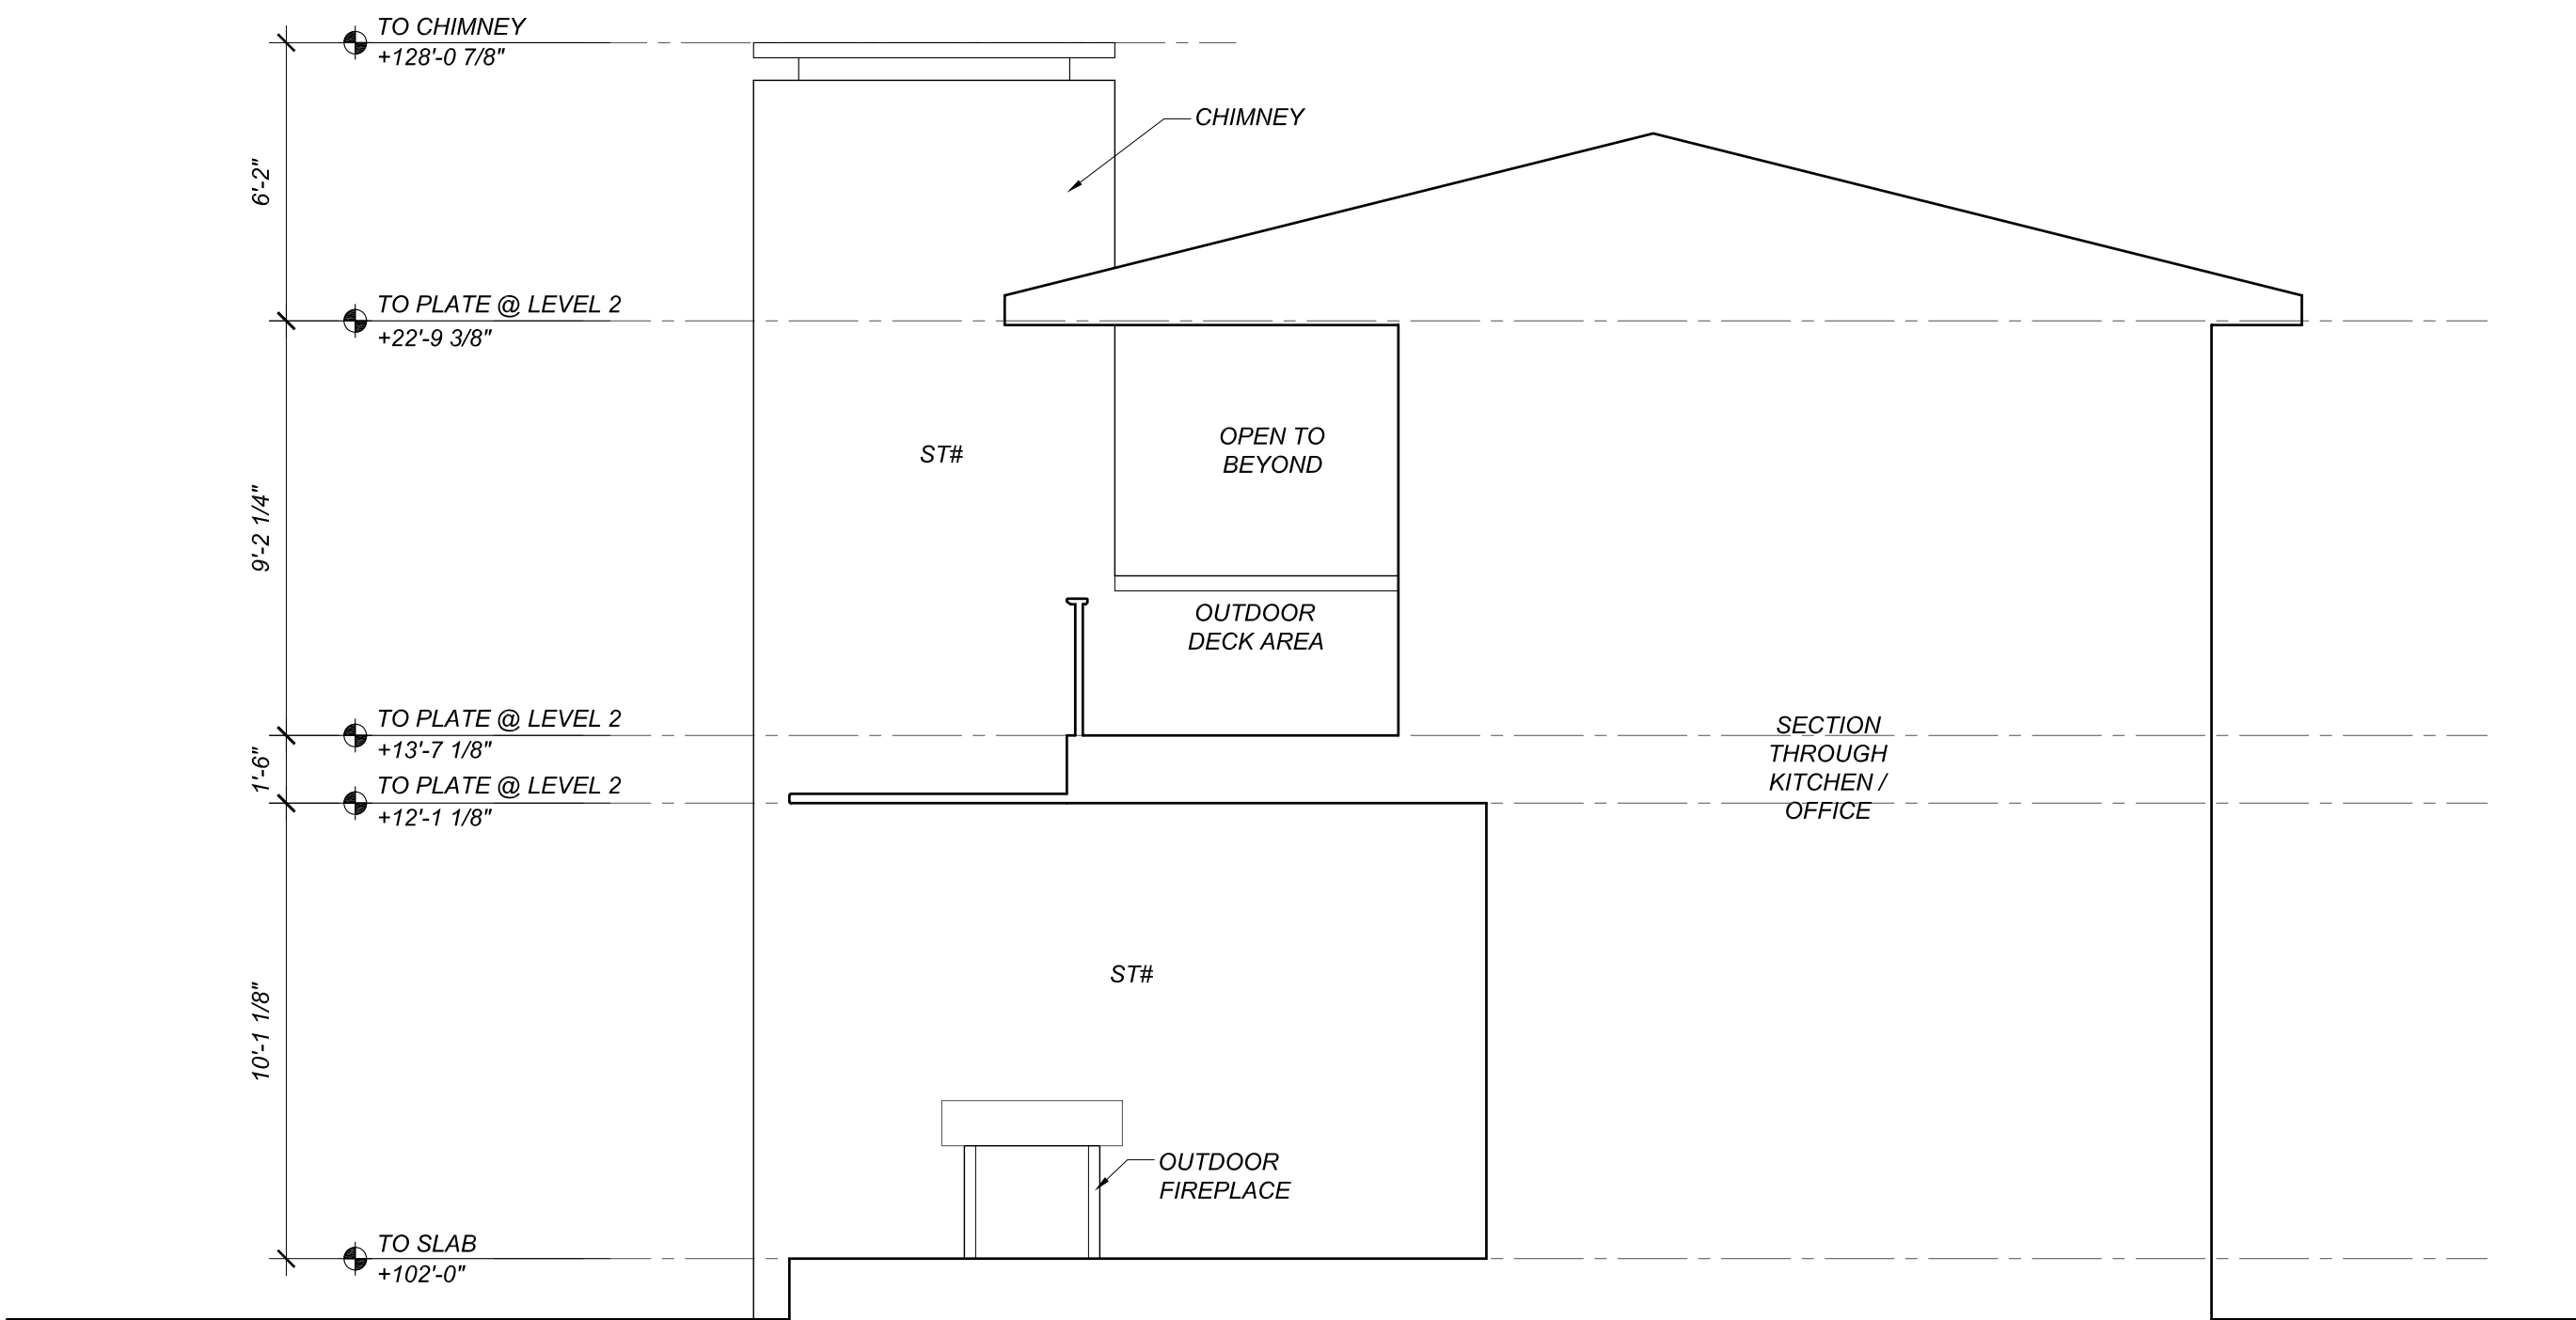 TO CHIMNEY
+128'-0 7/8"
CHIMNEY
6'-2"
TO PLATE @ LEVEL 2
+22'-9 3/8"
ST#
OPEN TO
BEYOND
9'-2 1/4"
OUTDOOR
DECK AREA
TO PLATE @ LEVEL 2
+13'-7 1/8"
1'-6"
TO PLATE @ LEVEL 2
+12'-1 1/8"
SECTION
THROUGH
KITCHEN /
OFFICE
ST#
10'-1 1/8"
OUTDOOR
FIREPLACE
TO SLAB
+102'-0"